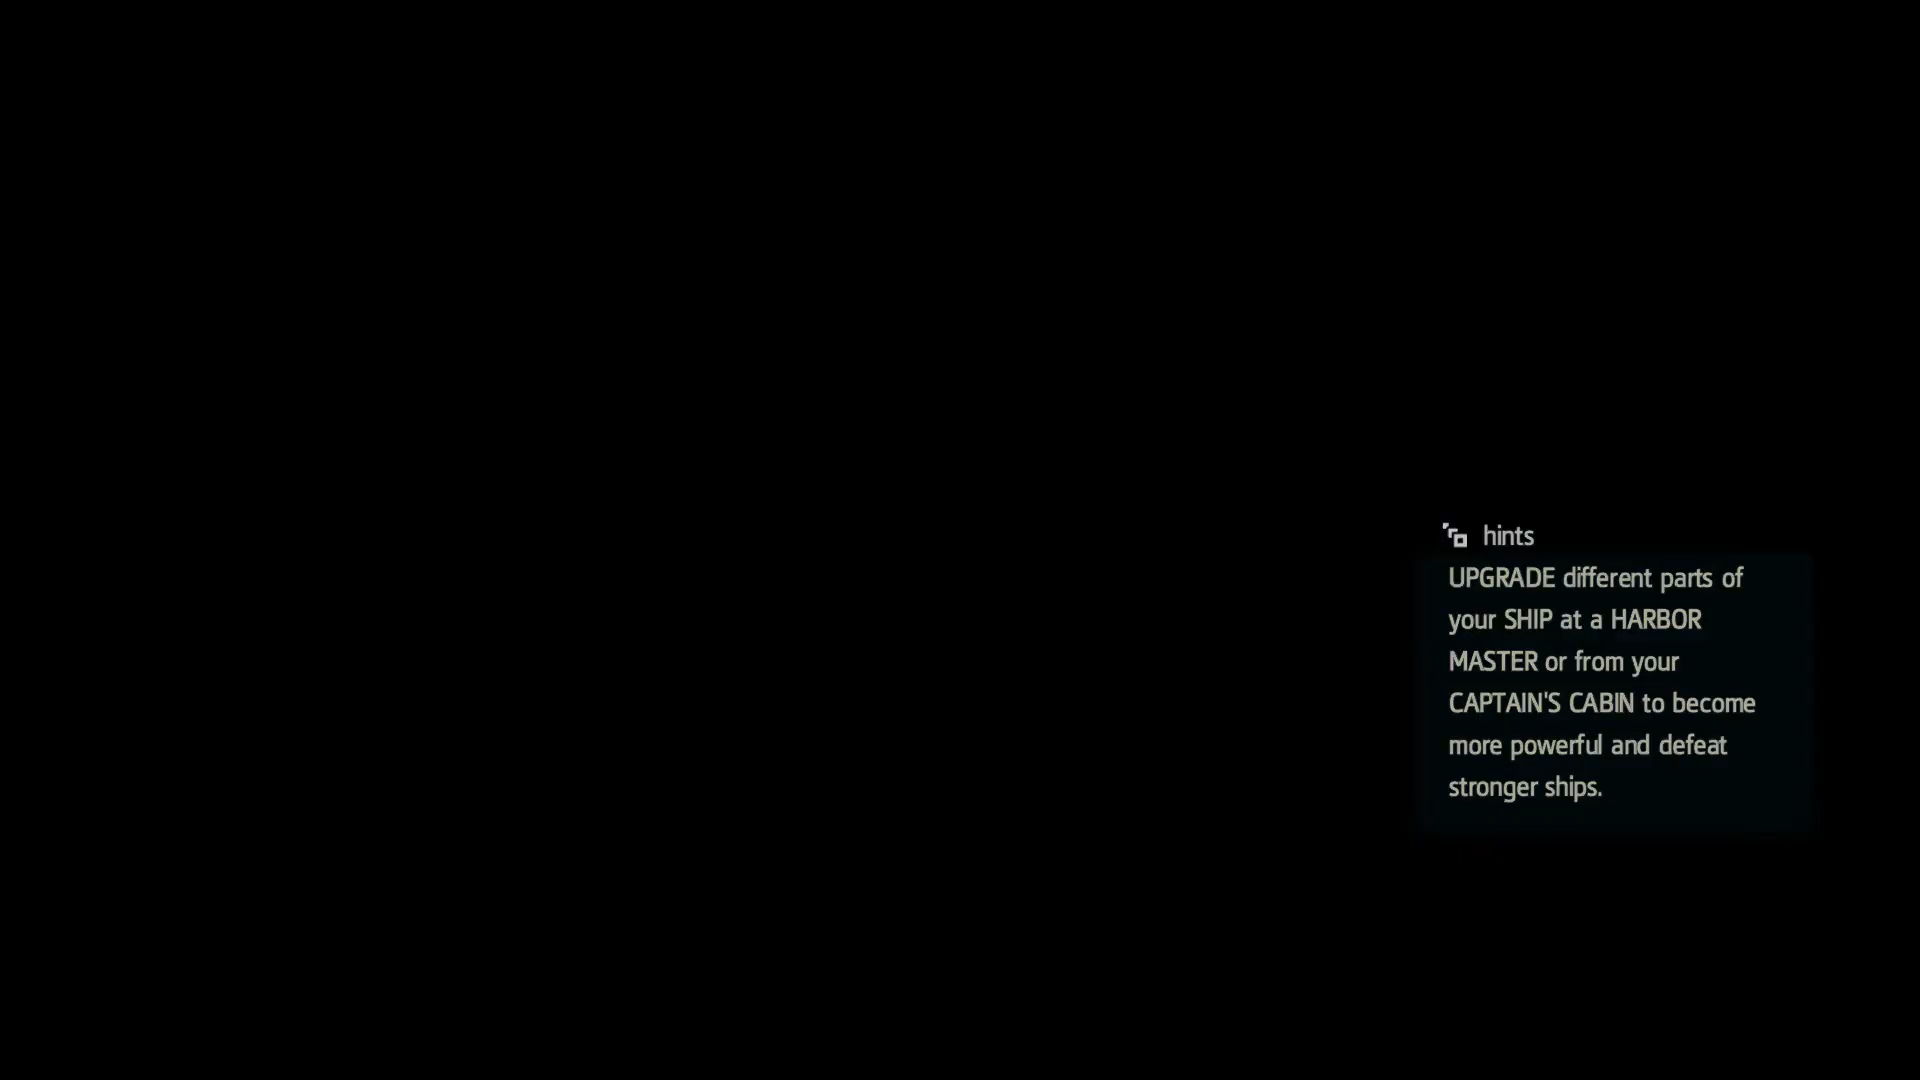 hints
UPGRADE different parts of
your SHIP at a HARBOR
MASTER or from your
CAPTAIN'S CABIN to become
more powerful and defeat
stronger ships.